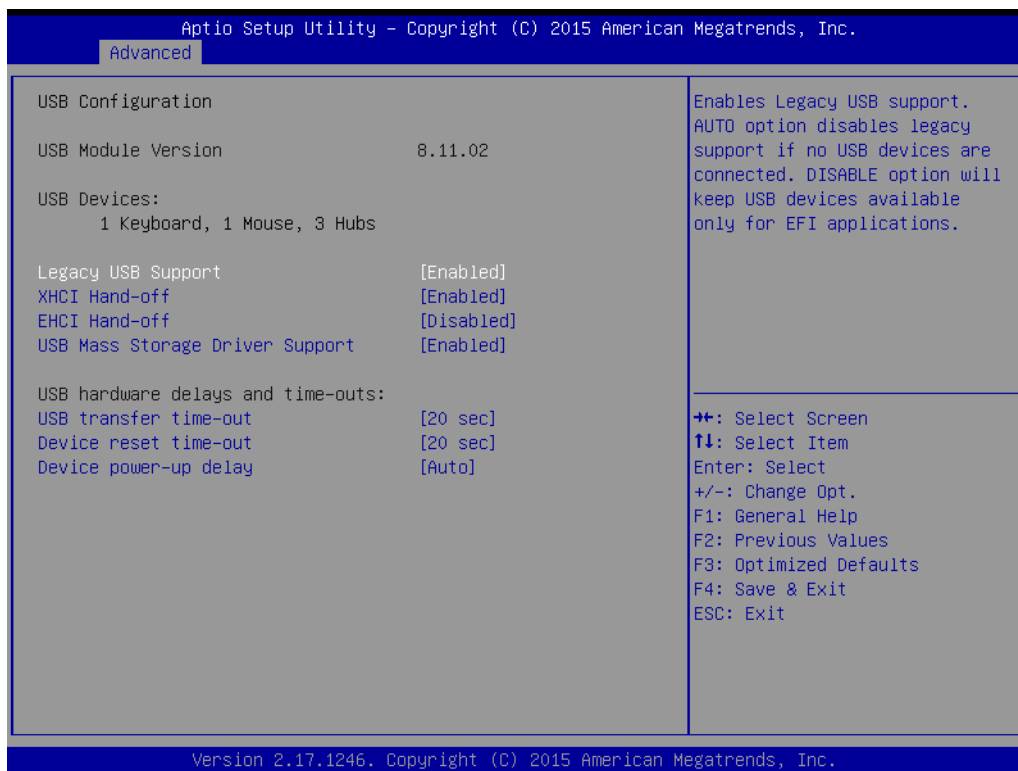 Aptio Setup Utility – Copyright (C) 2015 American Megatrends, Inc.
Advanced
USB Configuration
USB Module Version 8.11.02
USB Devices:
1 Keyboard, 1 Mouse, 3 Hubs
Legacy USB Support [Enabled]
XHCI Hand-off [Enabled]
EHCI Hand-off [Disabled]
USB Mass Storage Driver Support [Enabled]
USB hardware delays and time-outs:
USB transfer time-out [20 sec]
Device reset time-out [20 sec]
Device power-up delay [Auto]
Enables Legacy USB support.
AUTO option disables legacy
support if no USB devices are
connected. DISABLE option will
keep USB devices available
only for EFI applications.
→←: Select Screen
↑↓: Select Item
Enter: Select
+/-: Change Opt.
F1: General Help
F2: Previous Values
F3: Optimized Defaults
F4: Save & Exit
ESC: Exit
Version 2.17.1246. Copyright (C) 2015 American Megatrends, Inc.